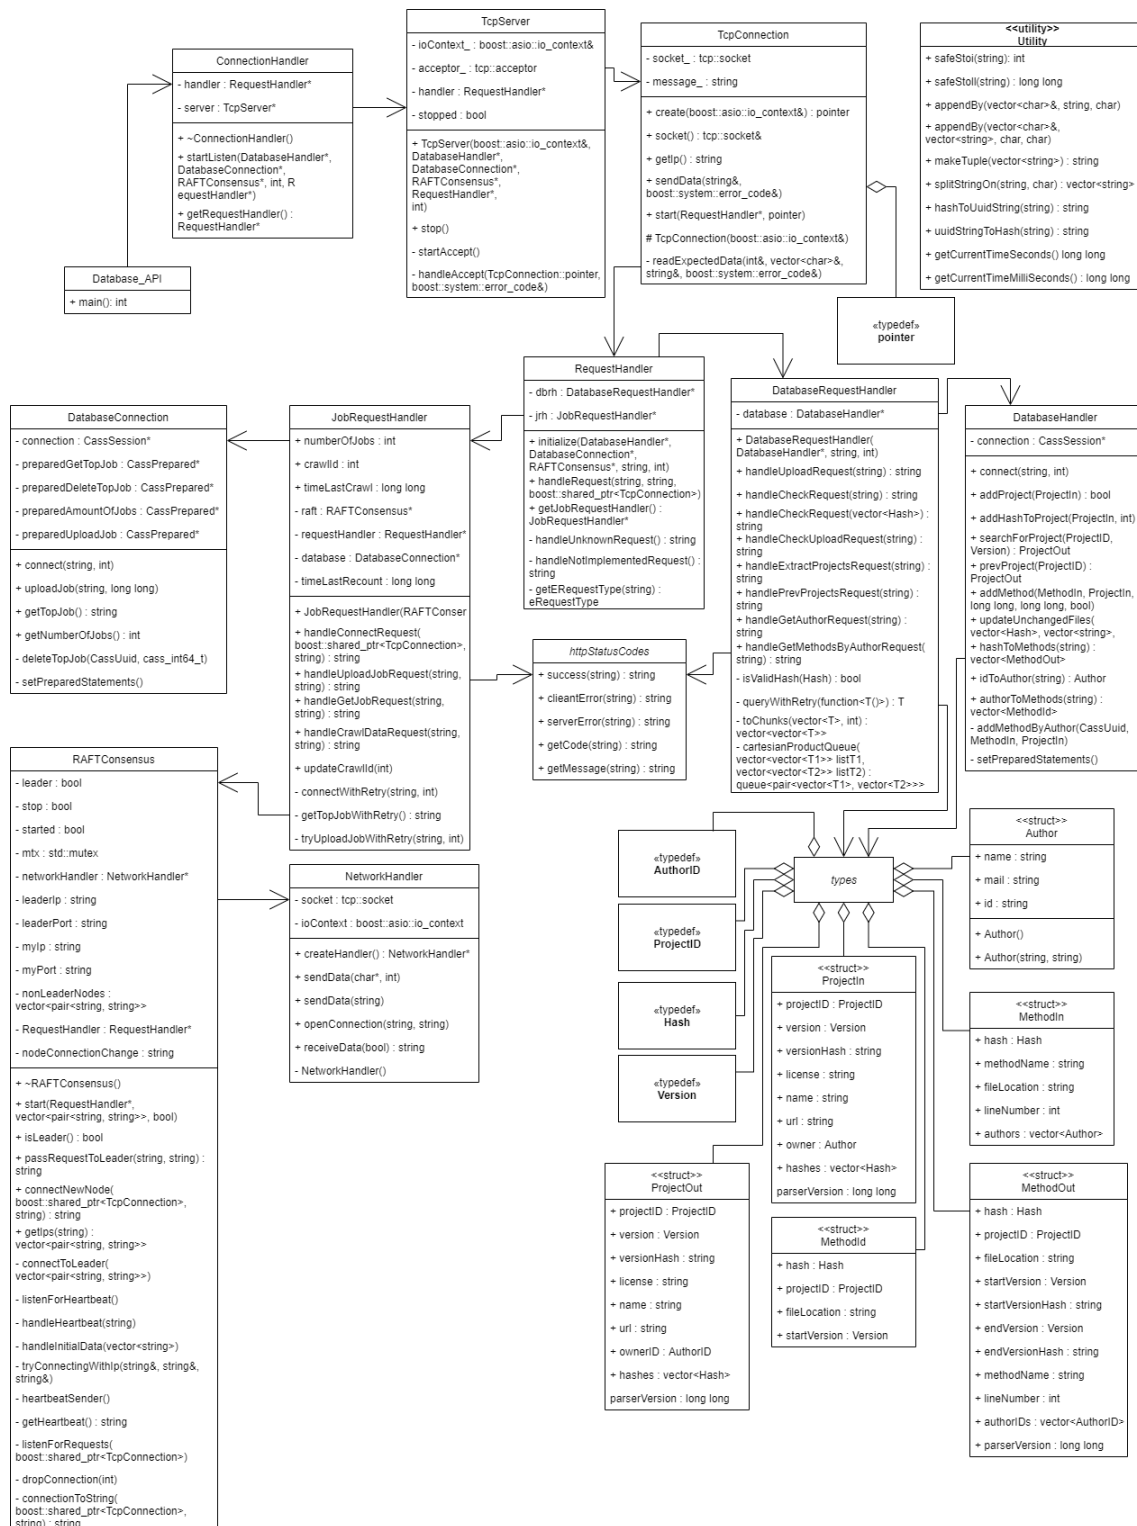 ConnectionHandler
- handler : RequestHandler*
- server : TcpServer*
+ ~ConnectionHandler()
+ startListen(DatabaseHandler*,
DatabaseConnection*,
RAFTConsensus*, int, R
equestHandler*)
+ getRequestHandler() :
RequestHandler*
Database_API
+ main(): int
TcpServer
- ioContext_ : boost::asio::io_context&
- acceptor_ : tcp::acceptor
- handler : RequestHandler*
- stopped : bool
+ TcpServer(boost::asio::io_context&,
DatabaseHandler*,
DatabaseConnection*,
RAFTConsensus*,
RequestHandler*,
int)
+ stop()
- startAccept()
- handleAccept(TcpConnection::pointer,
boost::system::error_code&)
TcpConnection
- socket_ : tcp::socket
- message_ : string
+ create(boost::asio::io_context&) : pointer
+ socket() : tcp::socket&
+ getIp() : string
+ sendData(string&,
boost::system::error_code&)
+ start(RequestHandler*, pointer)
# TcpConnection(boost::asio::io_context&)
- readExpectedData(int&, vector<char>&,
string&, boost::system::error_code&)
<<utility>>
Utility
+ safeStoi(string): int
+ safeStoll(string) : long long
+ appendBy(vector<char>&, string, char)
+ appendBy(vector<char>&,
vector<string>, char, char)
+ makeTuple(vector<string>) : string
+ splitStringOn(string, char) : vector<string>
+ hashToUuidString(string) : string
+ uuidStringToHash(string) : string
+ getCurrentTimeSeconds() long long
+ getCurrentTimeMilliSeconds() : long long
«typedef»
pointer
DatabaseConnection
- connection : CassSession*
- preparedGetTopJob : CassPrepared*
- preparedDeleteTopJob : CassPrepared*
- preparedAmountOfJobs : CassPrepared*
- preparedUploadJob : CassPrepared*
+ connect(string, int)
+ uploadJob(string, long long)
+ getTopJob() : string
+ getNumberOfJobs() : int
- deleteTopJob(CassUuid, cass_int64_t)
- setPreparedStatements()
JobRequestHandler
+ numberOfJobs : int
+ crawlId : int
+ timeLastCrawl : long long
- raft : RAFTConsensus*
- requestHandler : RequestHandler*
- database : DatabaseConnection*
- timeLastRecount : long long
+ JobRequestHandler(RAFTConser
+ handleConnectRequest(
boost::shared_ptr<TcpConnection>,
string) : string
+ handleUploadJobRequest(string,
string) : string
+ handleGetJobRequest(string,
string) : string
+ handleCrawlDataRequest(string,
string) : string
+ updateCrawlId(int)
- connectWithRetry(string, int)
- getTopJobWithRetry() : string
- tryUploadJobWithRetry(string, int)
RequestHandler
- dbrh : DatabaseRequestHandler*
- jrh : JobRequestHandler*
+ initialize(DatabaseHandler*,
DatabaseConnection*,
RAFTConsensus*, string, int)
+ handleRequest(string, string,
boost::shared_ptr<TcpConnection>)
+ getJobRequestHandler() :
JobRequestHandler*
- handleUnknownRequest() : string
- handleNotImplementedRequest() :
string
- getERequestType(string) :
eRequestType
DatabaseRequestHandler
- database : DatabaseHandler*
+ DatabaseRequestHandler(
DatabaseHandler*, string, int)
+ handleUploadRequest(string) : string
+ handleCheckRequest(string) : string
+ handleCheckRequest(vector<Hash>) :
string
+ handleCheckUploadRequest(string) :
string
+ handleExtractProjectsRequest(string) :
string
+ handlePrevProjectsRequest(string) :
string
+ handleGetAuthorRequest(string) :
string
+ handleGetMethodsByAuthorRequest(
string) : string
- isValidHash(Hash) : bool
- queryWithRetry(function<T()>) : T
- toChunks(vector<T>, int) :
vector<vector<T>>
- cartesianProductQueue(
vector<vector<T1>> listT1,
vector<vector<T2>> listT2) :
queue<pair<vector<T1>, vector<T2>>>
DatabaseHandler
- connection : CassSession*
+ connect(string, int)
+ addProject(ProjectIn) : bool
+ addHashToProject(ProjectIn, int)
+ searchForProject(ProjectID,
Version) : ProjectOut
+ prevProject(ProjectID) :
ProjectOut
+ addMethod(MethodIn, ProjectIn,
long long, long long, bool)
+ updateUnchangedFiles(
vector<Hash>, vector<string>,
+ hashToMethods(string) :
vector<MethodOut>
+ idToAuthor(string) : Author
+ authorToMethods(string) :
vector<MethodId>
- addMethodByAuthor(CassUuid,
MethodIn, ProjectIn)
- setPreparedStatements()
httpStatusCodes
+ success(string) : string
+ clieantError(string) : string
+ serverError(string) : string
+ getCode(string) : string
+ getMessage(string) : string
RAFTConsensus
- leader : bool
- stop : bool
- started : bool
- mtx : std::mutex
- networkHandler : NetworkHandler*
- leaderIp : string
- leaderPort : string
- myIp : string
- myPort : string
- nonLeaderNodes :
vector<pair<string, string>>
- RequestHandler : RequestHandler*
- nodeConnectionChange : string
+ ~RAFTConsensus()
+ start(RequestHandler*,
vector<pair<string, string>>, bool)
+ isLeader() : bool
+ passRequestToLeader(string, string) :
string
+ connectNewNode(
boost::shared_ptr<TcpConnection>,
string) : string
+ getIps(string) :
vector<pair<string, string>>
- connectToLeader(
vector<pair<string, string>>)
- listenForHeartbeat()
- handleHeartbeat(string)
- handleInitialData(vector<string>)
- tryConnectingWithIp(string&, string&,
string&)
- heartbeatSender()
- getHeartbeat() : string
- listenForRequests(
boost::shared_ptr<TcpConnection>)
- dropConnection(int)
- connectionToString(
boost::shared_ptr<TcpConnection>,
string) : string
NetworkHandler
- socket : tcp::socket
- ioContext : boost::asio::io_context
+ createHandler() : NetworkHandler*
+ sendData(char*, int)
+ sendData(string)
+ openConnection(string, string)
+ receiveData(bool) : string
- NetworkHandler()
«typedef»
AuthorID
«typedef»
ProjectID
«typedef»
Hash
«typedef»
Version
types
<<struct>>
Author
+ name : string
+ mail : string
+ id : string
+ Author()
+ Author(string, string)
<<struct>>
ProjectIn
+ projectID : ProjectID
+ version : Version
+ versionHash : string
+ license : string
+ name : string
+ url : string
+ owner : Author
+ hashes : vector<Hash>
parserVersion : long long
<<struct>>
MethodIn
+ hash : Hash
+ methodName : string
+ fileLocation : string
+ lineNumber : int
+ authors : vector<Author>
<<struct>>
ProjectOut
+ projectID : ProjectID
+ version : Version
+ versionHash : string
+ license : string
+ name : string
+ url : string
+ ownerID : AuthorID
+ hashes : vector<Hash>
parserVersion : long long
<<struct>>
MethodId
+ hash : Hash
+ projectID : ProjectID
+ fileLocation : string
+ startVersion : Version
<<struct>>
MethodOut
+ hash : Hash
+ projectID : ProjectID
+ fileLocation : string
+ startVersion : Version
+ startVersionHash : string
+ endVersion : Version
+ endVersionHash : string
+ methodName : string
+ lineNumber : int
+ authorIDs : vector<AuthorID>
+ parserVersion : long long